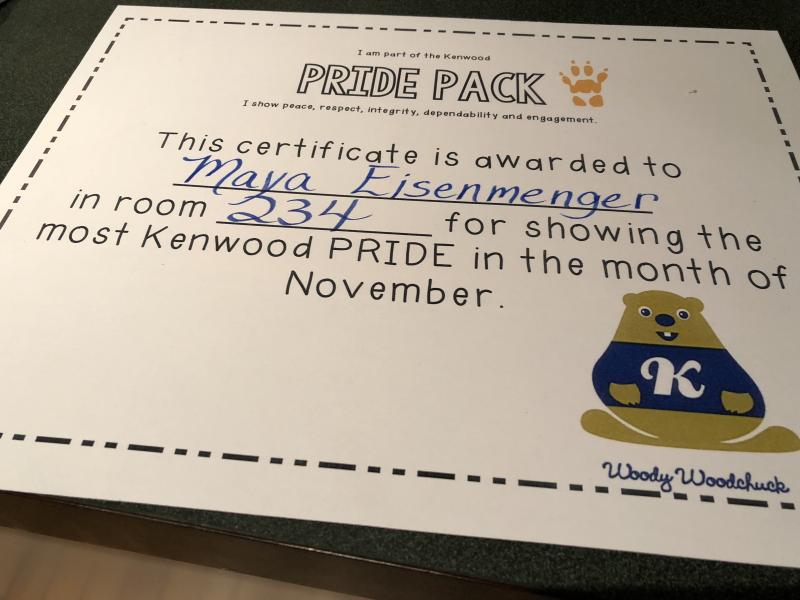 I am part of the Kenwood
PRIDE PACK
I show peace, respect, integrity, dependability and engagement.
This certificate is awarded to
Maya Eisenmenger
in room 234 for showing the
most Kenwood PRIDE in the month of
November.
K
Woody Woodchuck